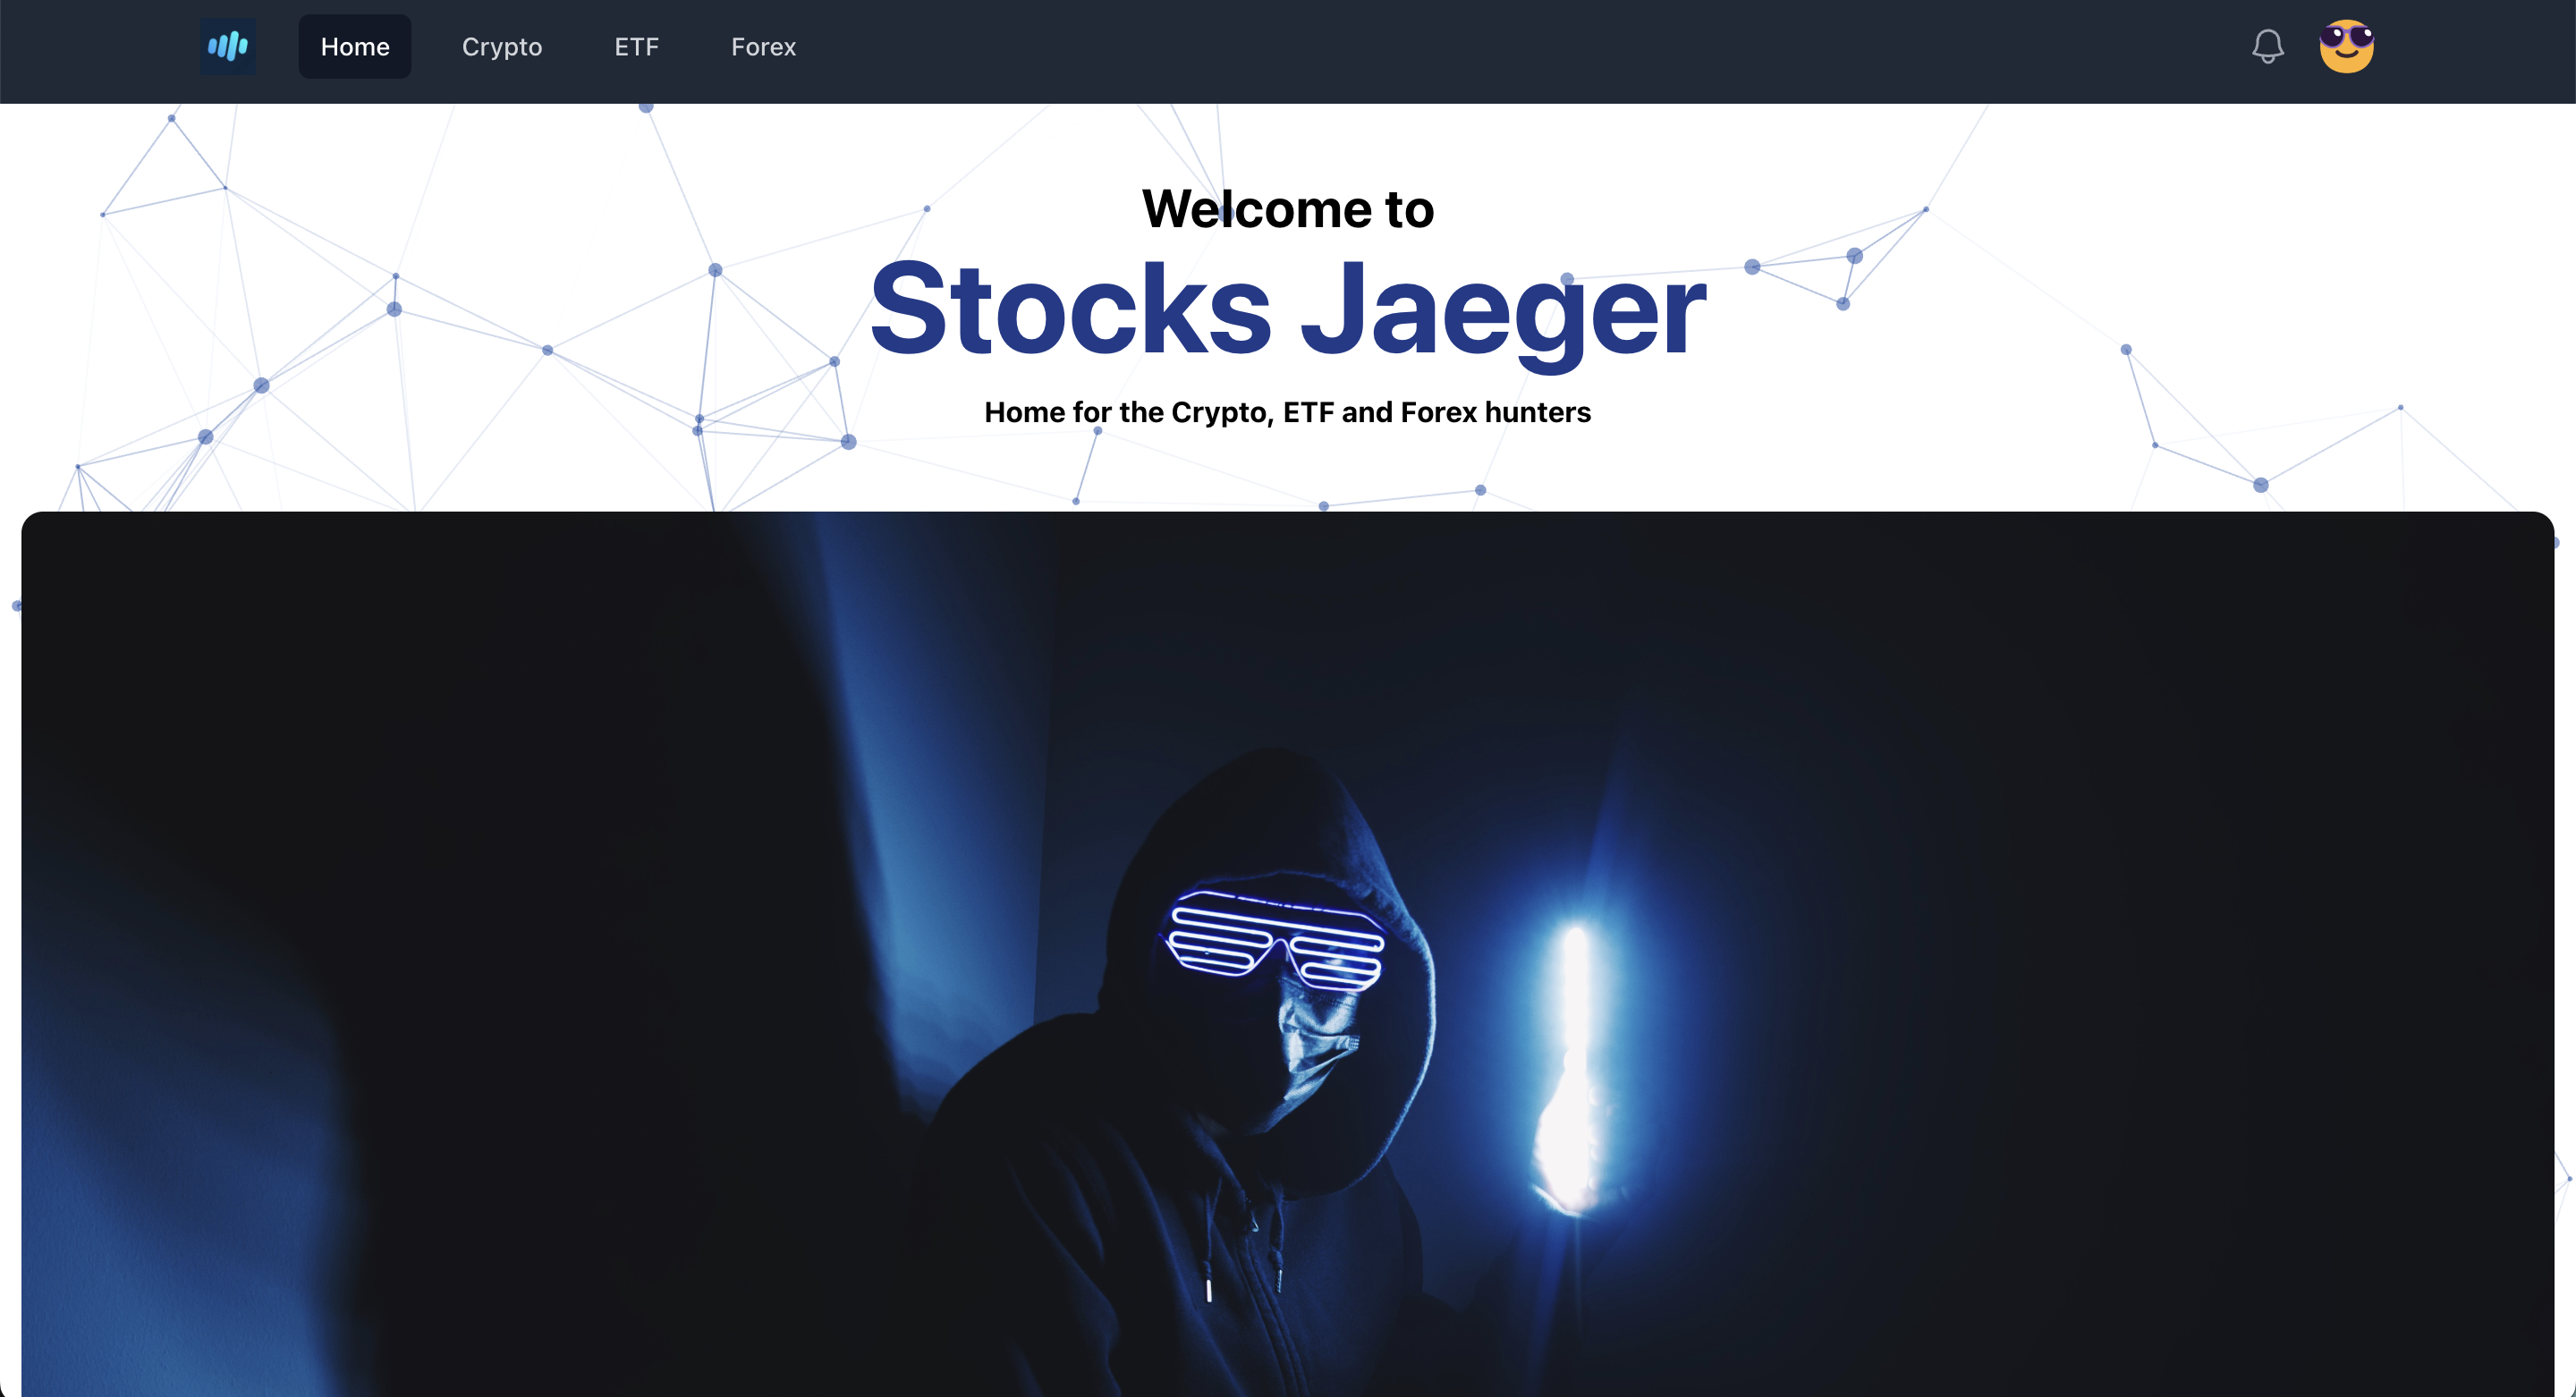 Home
Crypto
ETF
Forex
Welcome to
Stocks Jaeger
Home for the Crypto, ETF and Forex hunters